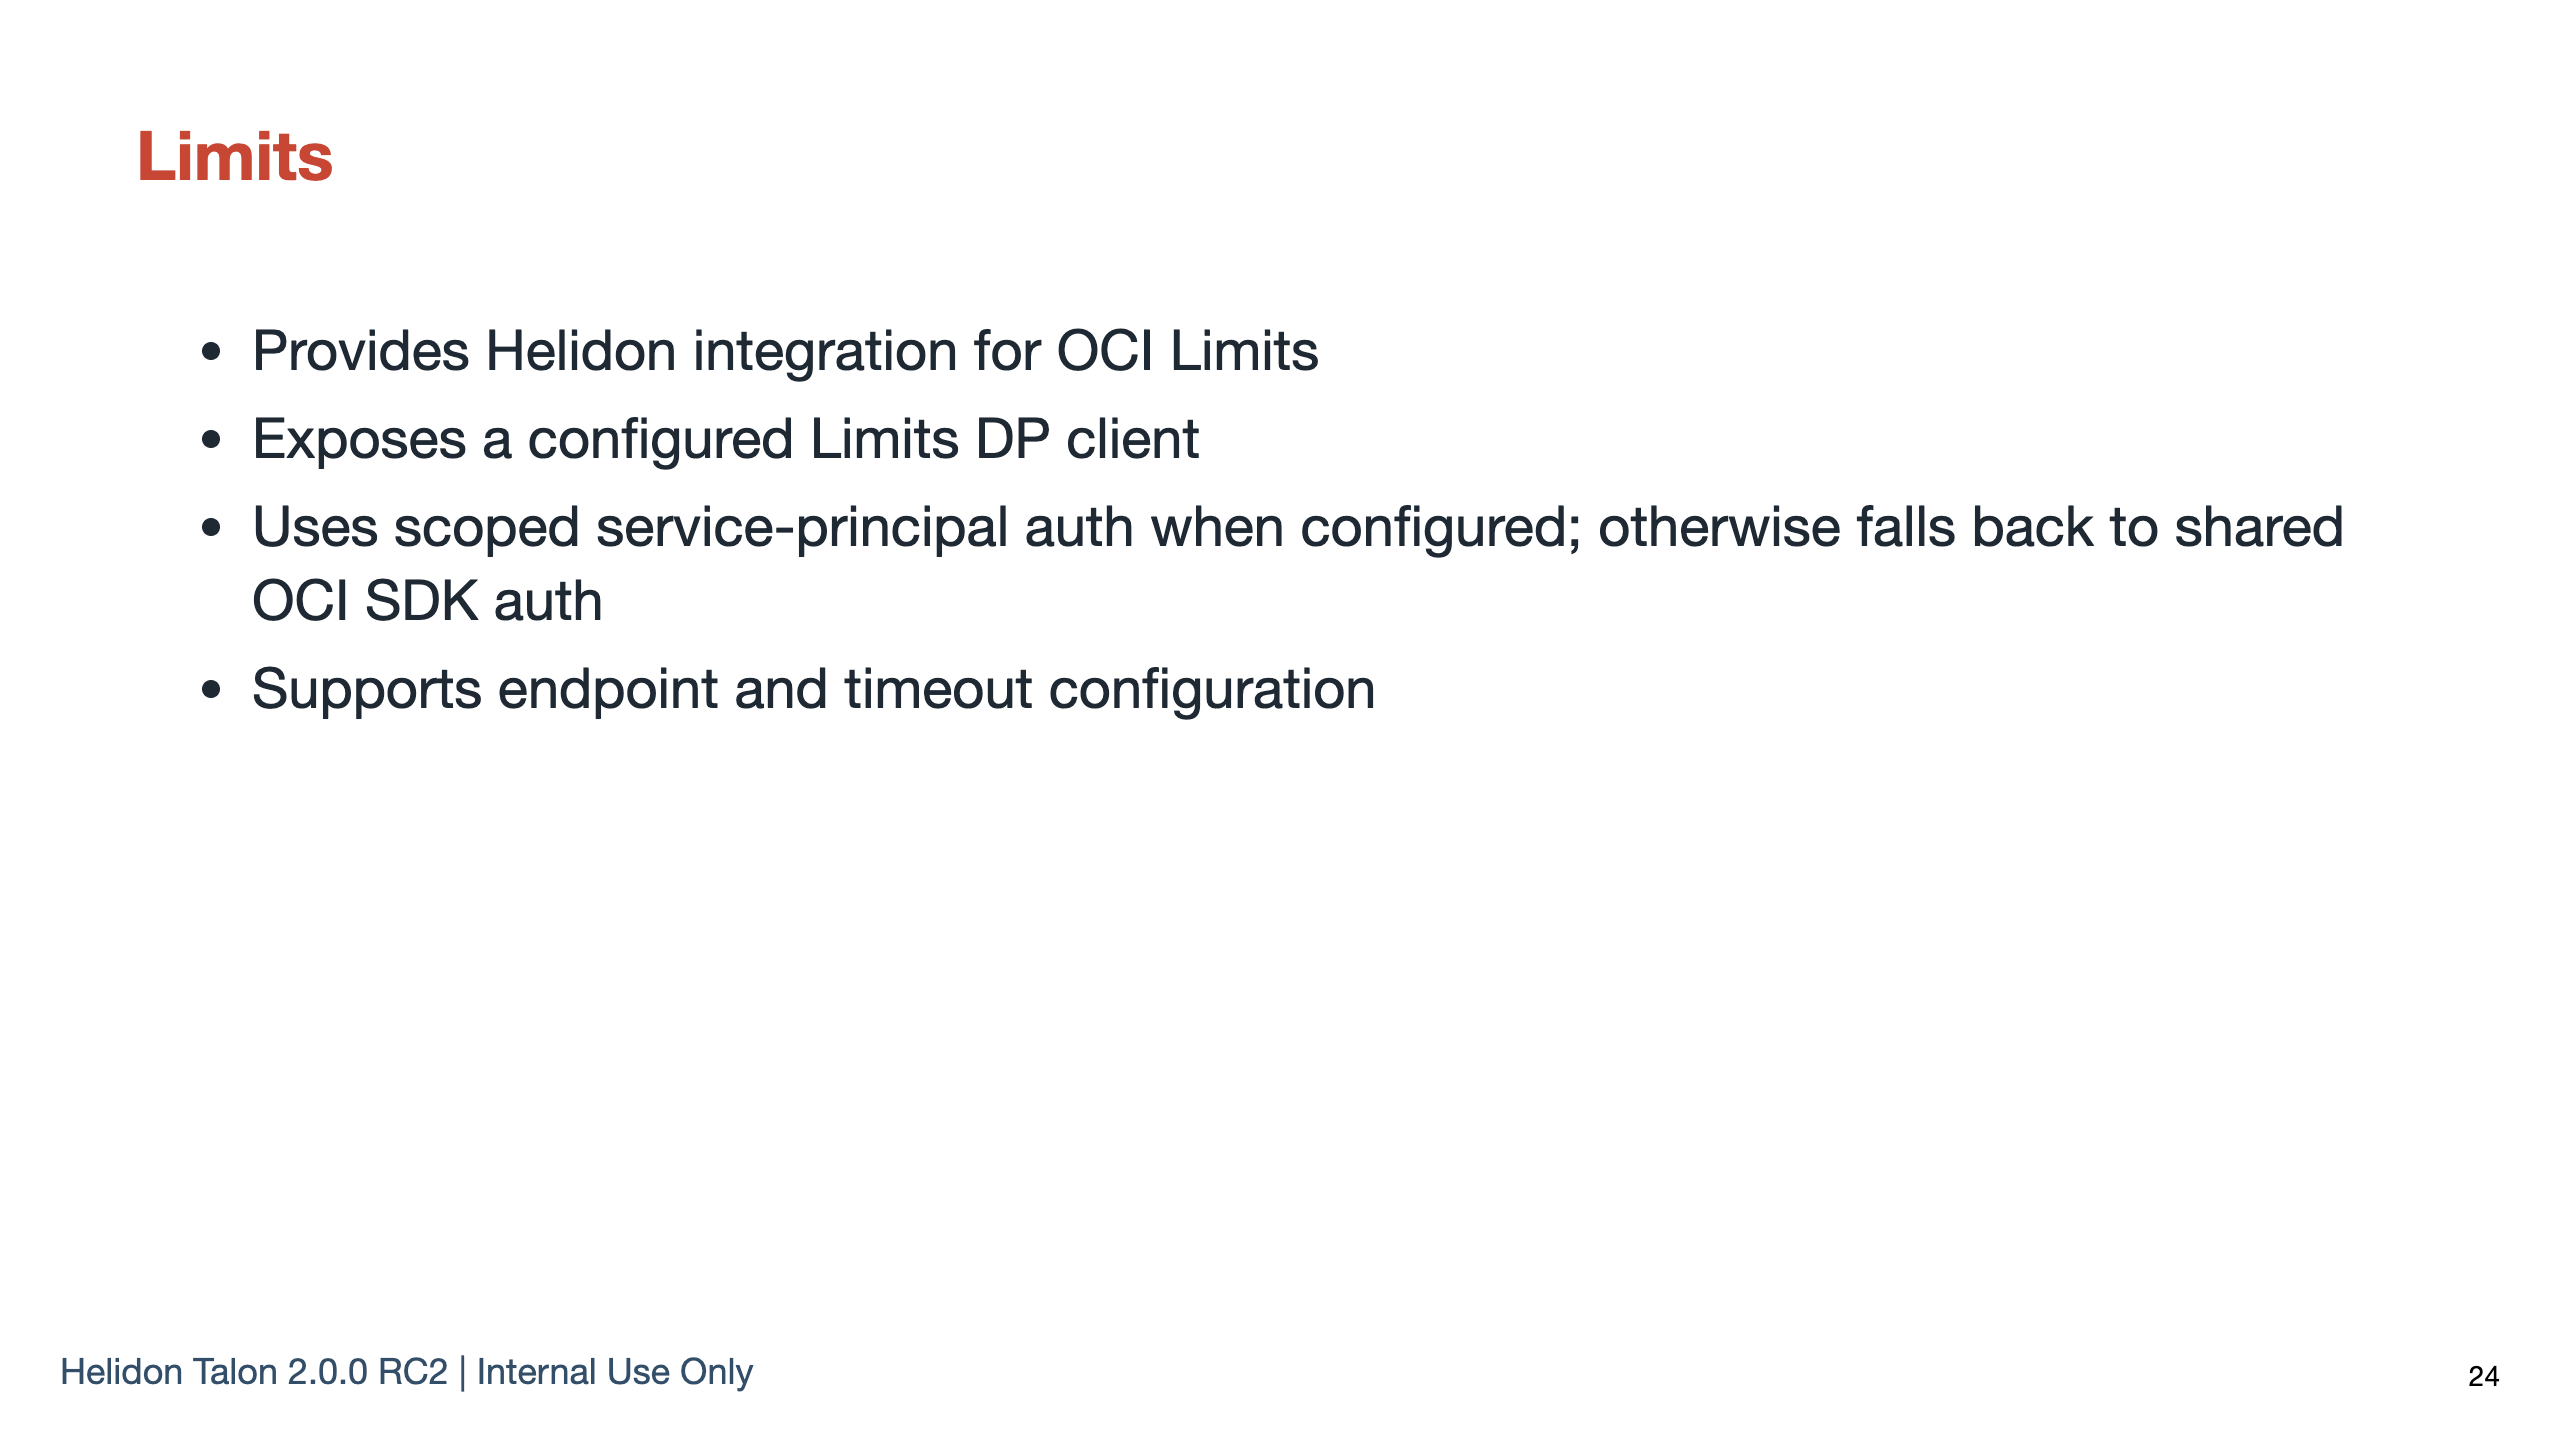 Limits
• Provides Helidon integration for OCI Limits
• Exposes a configured Limits DP client
• Uses scoped service-principal auth when configured; otherwise falls back to shared
OCI SDK auth
• Supports endpoint and timeout configuration
Helidon Talon 2.0.0 RC2 | Internal Use Only
24